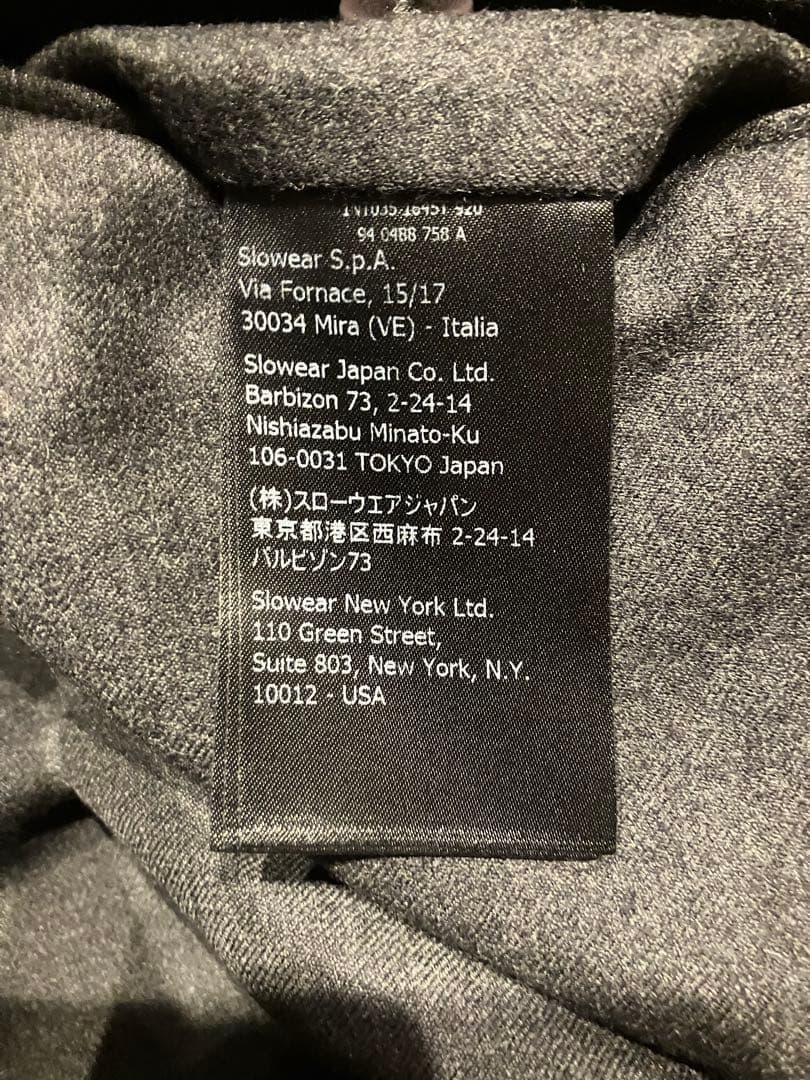 94 0488 758 A
Slowear S.p.A.
Via Fornace, 15/17
30034 Mira (VE) - Italia
Slowear Japan Co. Ltd.
Barbizon 73, 2-24-14
Nishiazabu Minato-Ku
106-0031 TOKYO Japan
(株)スローウエアジャパン
東京都港区西麻布 2-24-14
バルビゾン73
Slowear New York Ltd.
110 Green Street,
Suite 803, New York, N.Y.
10012 - USA